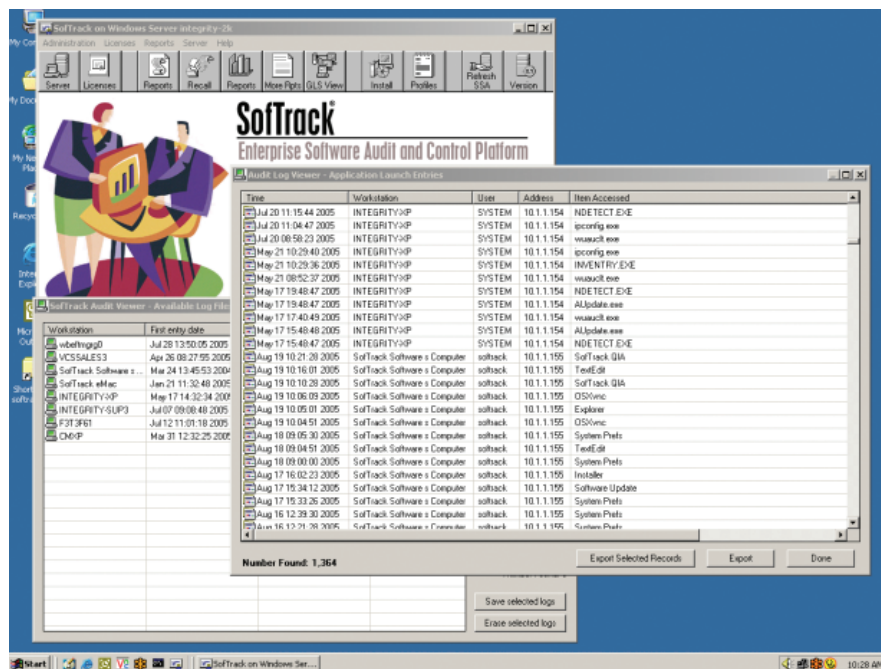 SofTrack on Windows Server integrity-2k
Administration Licenses Reports Server Help
Server Licenses Reports Recall Reports More Rpts GLS View Install Profiles Refresh SSA Version
SofTrack
Enterprise Software Audit and Control Platform
Audit Log Viewer - Application Launch Entries
Time Workstation User Address Item Accessed
Jul 20 11:15:44 2005 INTEGRITY-XP SYSTEM 10.1.1.154 NDETECT.EXE
Jul 20 11:04:47 2005 INTEGRITY-XP SYSTEM 10.1.1.154 ipconfig.exe
Jul 20 08:58:23 2005 INTEGRITY-XP SYSTEM 10.1.1.154 wuauclt.exe
May 21 10:29:40 2005 INTEGRITY-XP SYSTEM 10.1.1.154 ipconfig.exe
May 21 10:29:36 2005 INTEGRITY-XP SYSTEM 10.1.1.154 INVENTRY.EXE
May 21 08:52:37 2005 INTEGRITY-XP SYSTEM 10.1.1.154 wuauclt.exe
May 17 19:48:47 2005 INTEGRITY-XP SYSTEM 10.1.1.154 NDETECT.EXE
May 17 19:48:47 2005 INTEGRITY-XP SYSTEM 10.1.1.154 AUpdate.exe
May 17 17:40:49 2005 INTEGRITY-XP SYSTEM 10.1.1.154 wuauclt.exe
May 17 15:48:48 2005 INTEGRITY-XP SYSTEM 10.1.1.154 AUpdate.exe
May 17 15:48:47 2005 INTEGRITY-XP SYSTEM 10.1.1.154 NDETECT.EXE
Aug 19 10:21:28 2005 SofTrack Software s Computer softrack 10.1.1.155 SofTrack QIA
Aug 19 10:16:01 2005 SofTrack Software s Computer softrack 10.1.1.155 TextEdit
Aug 19 10:10:28 2005 SofTrack Software s Computer softrack 10.1.1.155 SofTrack QIA
Aug 19 10:06:09 2005 SofTrack Software s Computer softrack 10.1.1.155 OSXvnc
Aug 19 10:05:01 2005 SofTrack Software s Computer softrack 10.1.1.155 Explorer
Aug 19 10:04:51 2005 SofTrack Software s Computer softrack 10.1.1.155 OSXvnc
Aug 18 09:05:30 2005 SofTrack Software s Computer softrack 10.1.1.155 System Prefs
Aug 18 09:04:51 2005 SofTrack Software s Computer softrack 10.1.1.155 TextEdit
Aug 18 09:00:00 2005 SofTrack Software s Computer softrack 10.1.1.155 System Prefs
Aug 17 16:02:23 2005 SofTrack Software s Computer softrack 10.1.1.155 Installer
Aug 17 15:34:12 2005 SofTrack Software s Computer softrack 10.1.1.155 Software Update
Aug 17 15:33:26 2005 SofTrack Software s Computer softrack 10.1.1.155 System Prefs
Aug 16 12:39:30 2005 SofTrack Software s Computer softrack 10.1.1.155 System Prefs
Aug 16 12:21:28 2005 SofTrack Software s Computer softrack 10.1.1.155 System Prefs
Number Found: 1,364
Export Selected Records Export Done
SofTrack Audit Viewer - Available Log File
Workstation First entry date
wbeftmgig0 Jul 28 13:50:05 2005
VCSSALES3 Apr 26 08:27:55 2005
SofTrack Software s ... Mar 24 13:45:53 2004
SofTrack eMac Jan 21 11:32:48 2005
INTEGRITY-XP May 17 14:32:34 200
INTEGRITY-SUP3 Jul 07 09:08:48 2005
F3T3F61 Jul 12 11:01:18 2005
CMXP Mar 31 12:32:25 2005
Save selected logs
Erase selected logs
Start
SofTrack on Windows Ser....
10:28 AM